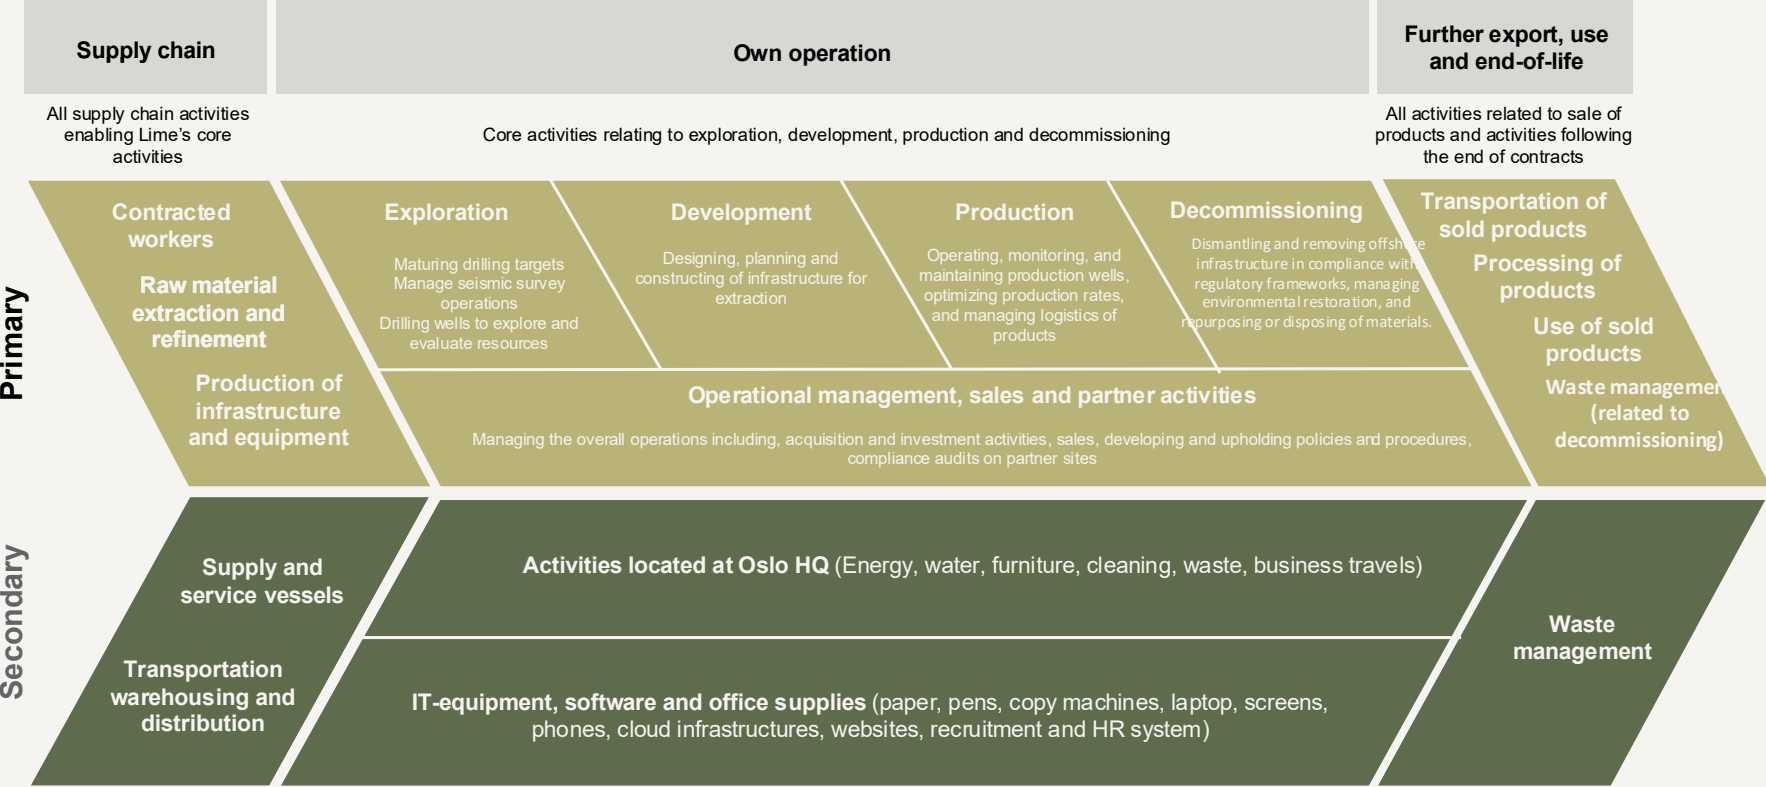 Supply chain
Own operation
Further export, use
and end-of-life
All supply chain activities
enabling Lime's core
activities
Core activities relating to exploration, development, production and decommissioning
All activities related to sale of
products and activities following
the end of contracts
Primary
Contracted
workers
Raw material
extraction and
refinement
Production of
infrastructure
and equipment
Exploration
Maturing drilling targets
Manage seismic survey
operations
Drilling wells to explore and
evaluate resources
Development
Designing, planning and
constructing of infrastructure for
extraction
Production
Operating, monitoring, and
maintaining production wells,
optimizing production rates,
and managing logistics of
products
Decommissioning
Dismantling and removing offshore
infrastructure in compliance with
regulatory frameworks, managing
environmental restoration, and
repurposing or disposing of materials.
Operational management, sales and partner activities
Managing the overall operations including, acquisition and investment activities, sales, developing and upholding policies and procedures,
compliance audits on partner sites
Transportation of
sold products
Processing of
products
Use of sold
products
Waste management
(related to
decommissioning)
Secondary
Supply and
service vessels
Transportation
warehousing and
distribution
Activities located at Oslo HQ (Energy, water, furniture, cleaning, waste, business travels)
IT-equipment, software and office supplies (paper, pens, copy machines, laptop, screens,
phones, cloud infrastructures, websites, recruitment and HR system)
Waste
management